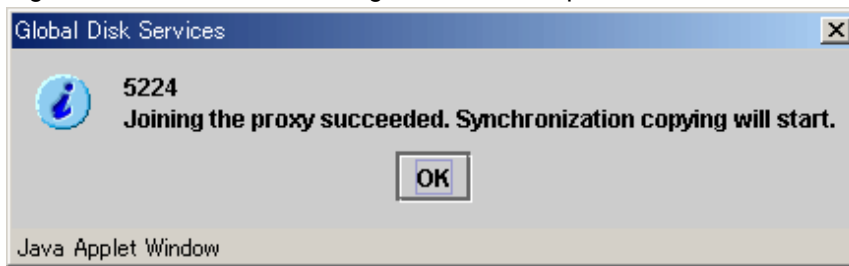 Global Disk Services
5224
Joining the proxy succeeded. Synchronization copying will start.
OK
Java Applet Window